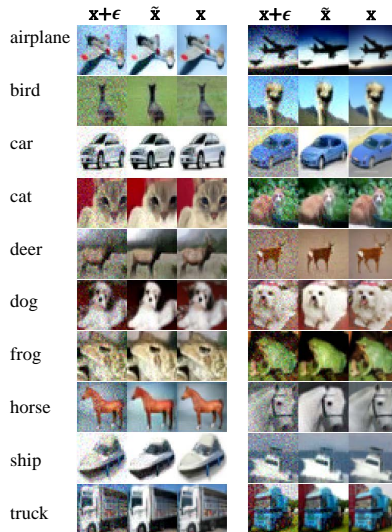 x+ϵ x̃ x x+ϵ x̃ x
airplane
bird
car
cat
deer
dog
frog
horse
ship
truck